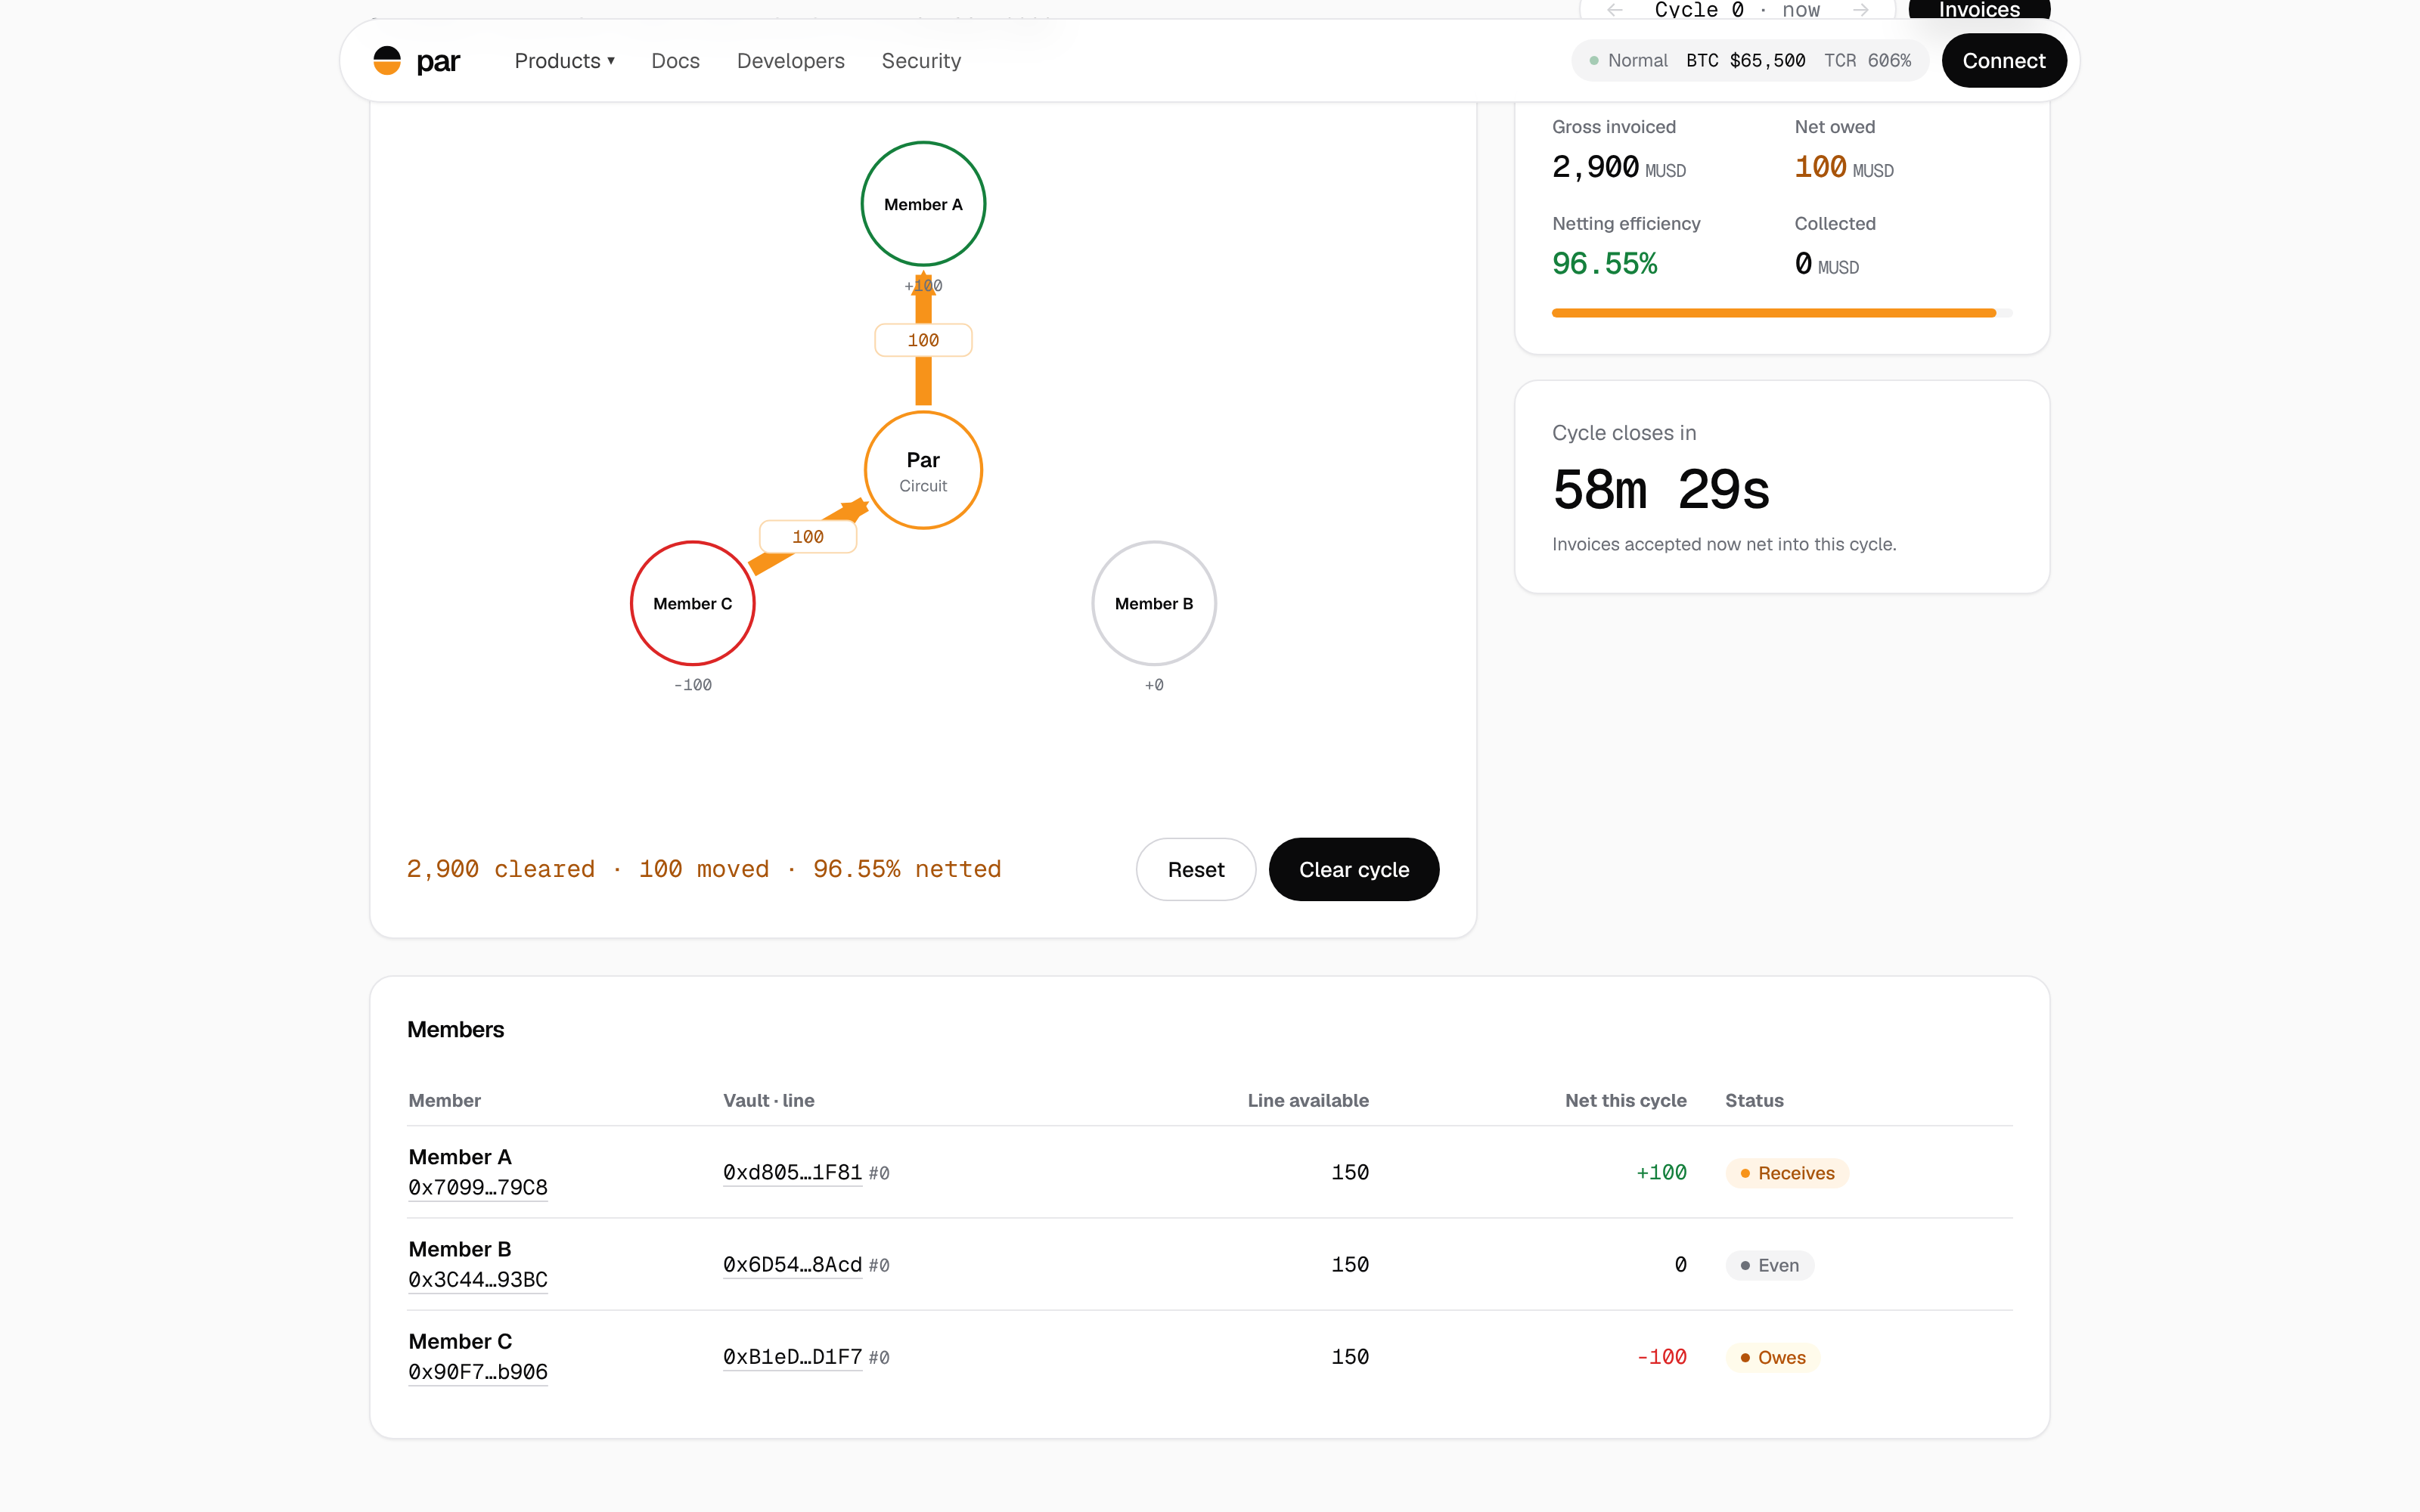 ← Cycle 0 · now → Invoices
par Products ▾ Docs Developers Security Normal BTC $65,500 TCR 606% Connect
Member A
+100
100
Par
Circuit
100
Member C
-100
Member B
+0
2,900 cleared · 100 moved · 96.55% netted
Reset
Clear cycle
Gross invoiced
2,900 MUSD
Net owed
100 MUSD
Netting efficiency
96.55%
Collected
0 MUSD
Cycle closes in
58m 29s
Invoices accepted now net into this cycle.
Members
Member Vault · line Line available Net this cycle Status
Member A
0x7099…79C8 0xd805…1F81 #0 150 +100 Receives
Member B
0x3C44…93BC 0x6D54…8Acd #0 150 0 Even
Member C
0x90F7…b906 0xB1eD…D1F7 #0 150 -100 Owes